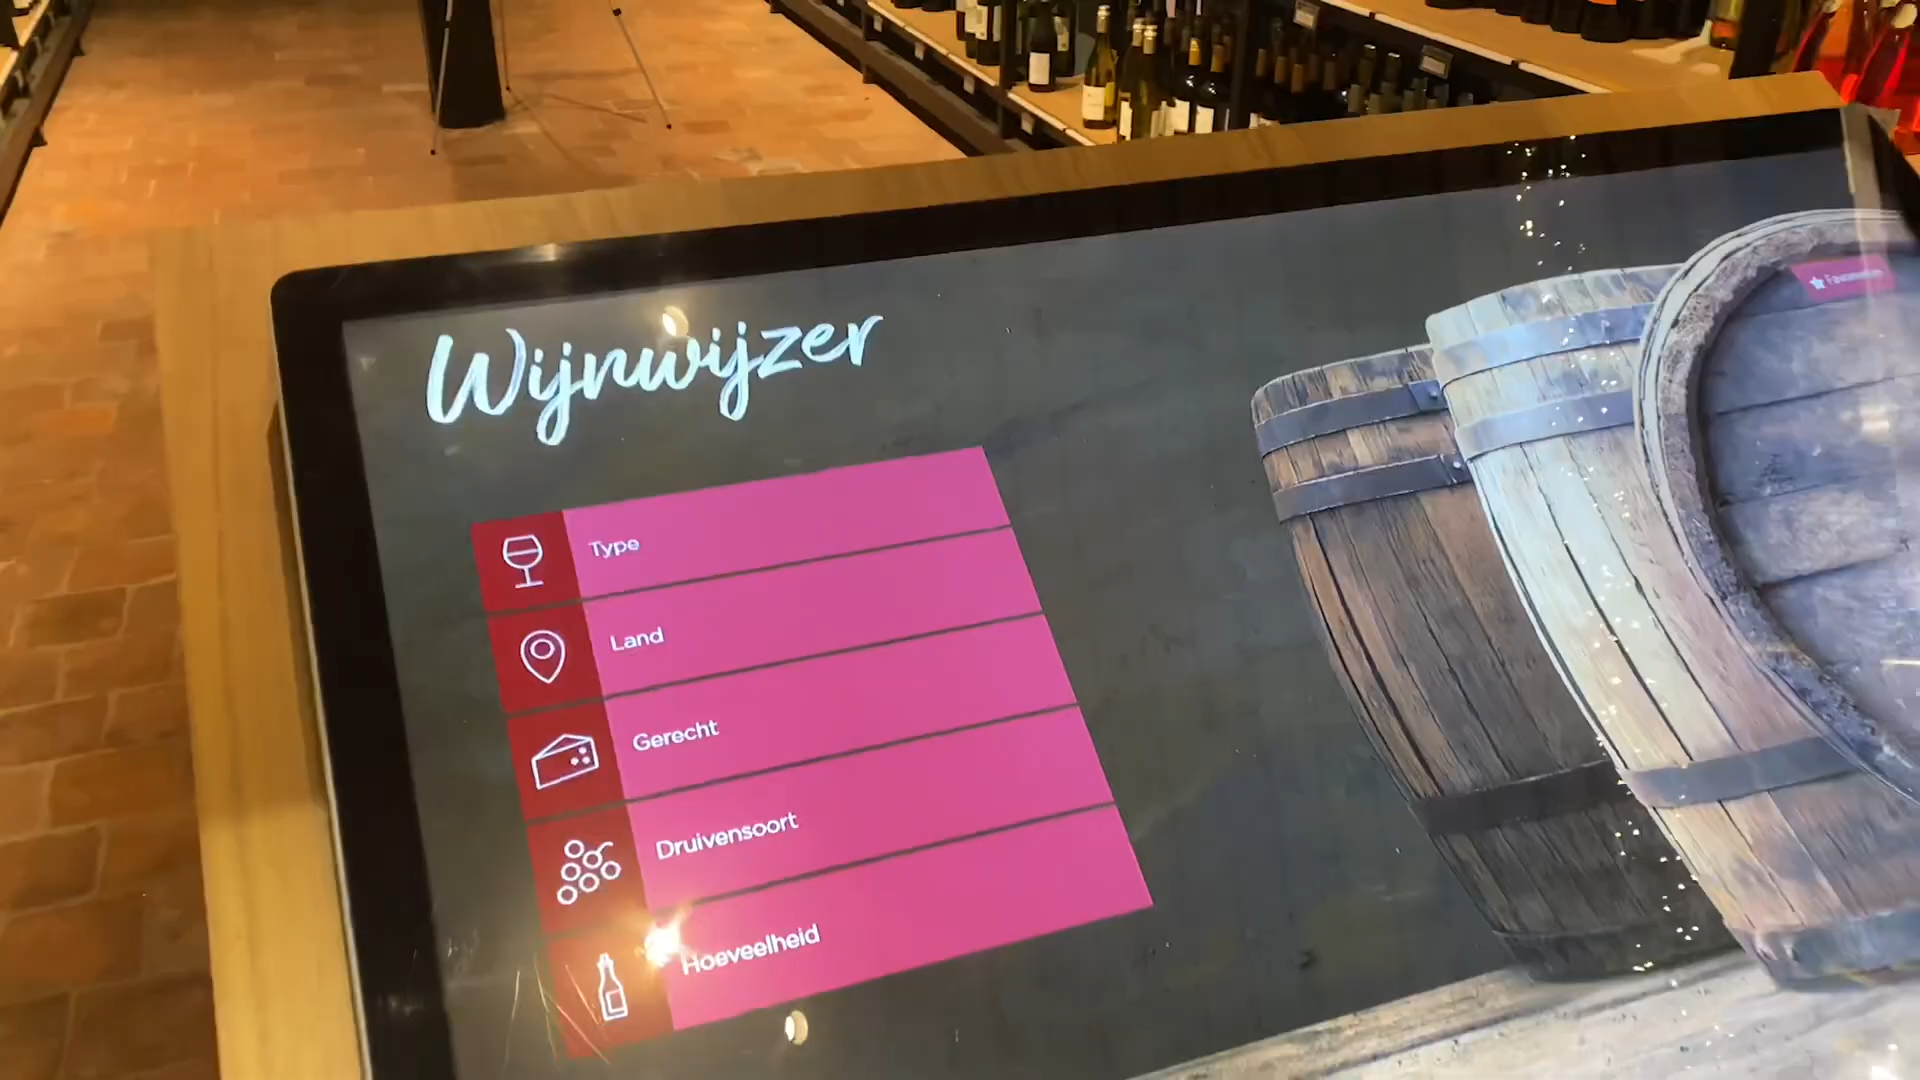 Wijnwijzer
Type
Land
Gerecht
Druivensoort
Hoeveelheid